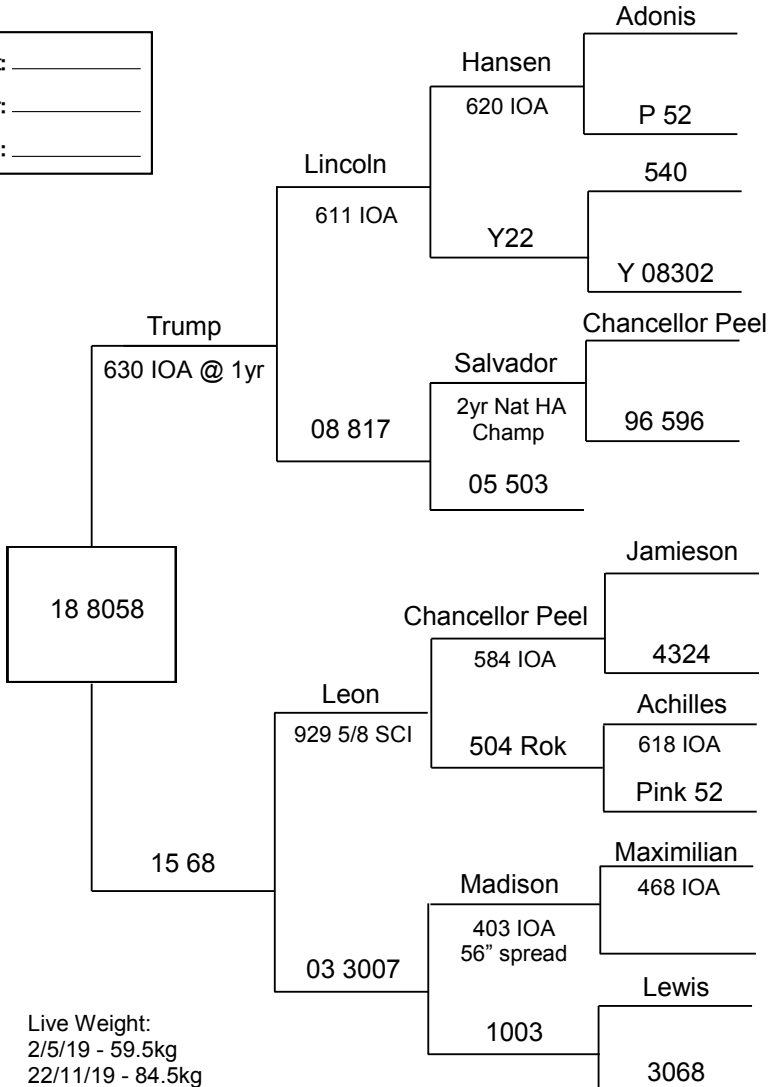 Adonis
: ____________
Hansen
620 IOA
P 52
: ____________
: ____________
Lincoln
540
611 IOA
Y22
Y 08302
Trump
Chancellor Peel
630 IOA @ 1yr
Salvador
2yr Nat HA
Champ
08 817
96 596
05 503
Jamieson
18 8058
Chancellor Peel
584 IOA
4324
Leon
Achilles
929 5/8 SCI
504 Rok
618 IOA
Pink 52
15 68
Maximilian
Madison
468 IOA
403 IOA
56” spread
03 3007
Lewis
1003
3068
Live Weight:
2/5/19 - 59.5kg
22/11/19 - 84.5kg